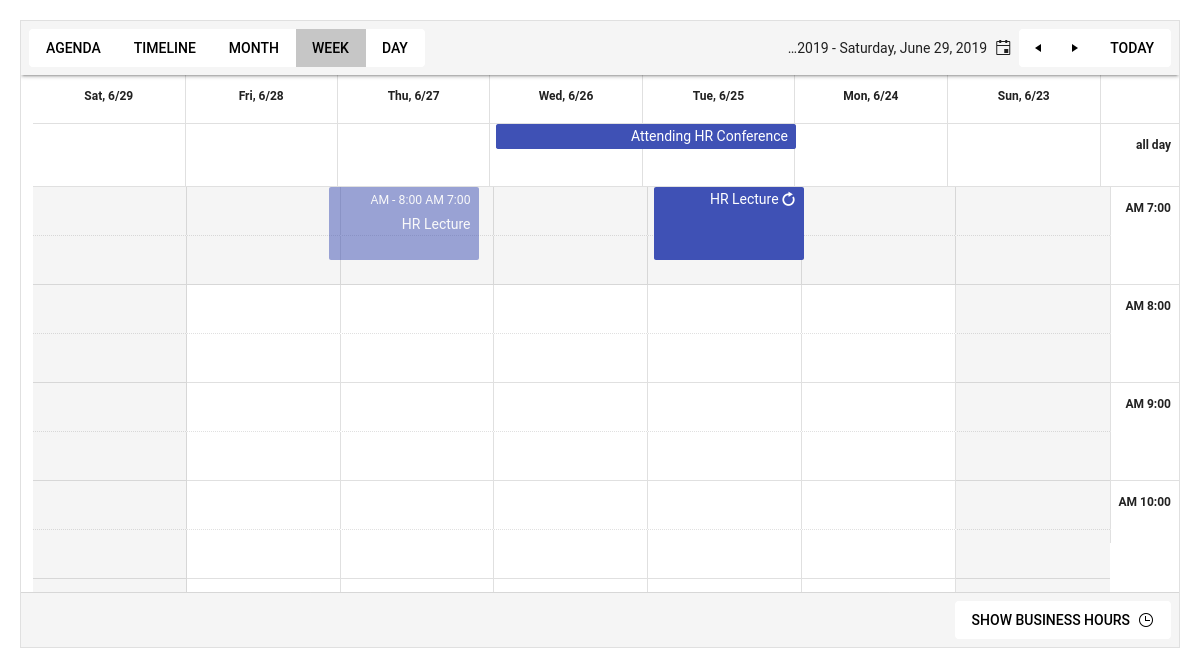 AGENDA TIMELINE MONTH WEEK DAY ...2019 - Saturday, June 29, 2019 TODAY
Sat, 6/29 Fri, 6/28 Thu, 6/27 Wed, 6/26 Tue, 6/25 Mon, 6/24 Sun, 6/23
Attending HR Conference
all day
AM - 8:00 AM 7:00
HR Lecture
HR Lecture
AM 7:00
AM 8:00
AM 9:00
AM 10:00
SHOW BUSINESS HOURS